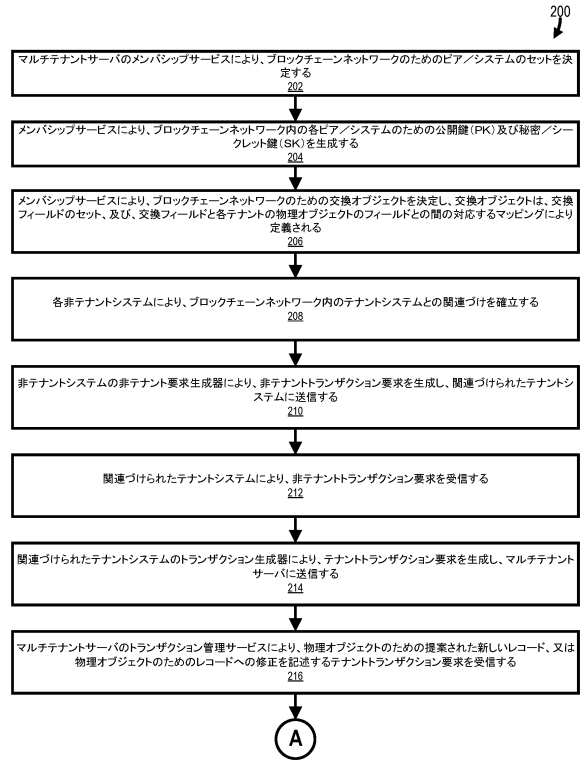 200
マルチテナントサーバのメンバシップサービスにより、ブロックチェーンネットワークのためのピア／システムのセットを決
定する
202
メンバシップサービスにより、ブロックチェーンネットワーク内の各ピア／システムのための公開鍵（PK）及び秘密／シー
クレット鍵（SK）を生成する
204
メンバシップサービスにより、ブロックチェーンネットワークのための交換オブジェクトを決定し、交換オブジェクトは、交換
フィールドのセット、及び、交換フィールドと各テナントの物理オブジェクトのフィールドとの間の対応するマッピングにより
定義される
206
各非テナントシステムにより、ブロックチェーンネットワーク内のテナントシステムとの関連づけを確立する
208
非テナントシステムの非テナント要求生成器により、非テナントトランザクション要求を生成し、関連づけられたテナントシ
ステムに送信する
210
関連づけられたテナントシステムにより、非テナントトランザクション要求を受信する
212
関連づけられたテナントシステムのトランザクション生成器により、テナントトランザクション要求を生成し、マルチテナント
サーバに送信する
214
マルチテナントサーバのトランザクション管理サービスにより、物理オブジェクトのための提案された新しいレコード、又は
物理オブジェクトのためのレコードへの修正を記述するテナントトランザクション要求を受信する
216
A